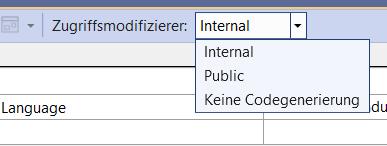 Zugriffsmodifizierer: Internal
Internal
Public
Keine Codegenerierung
Language